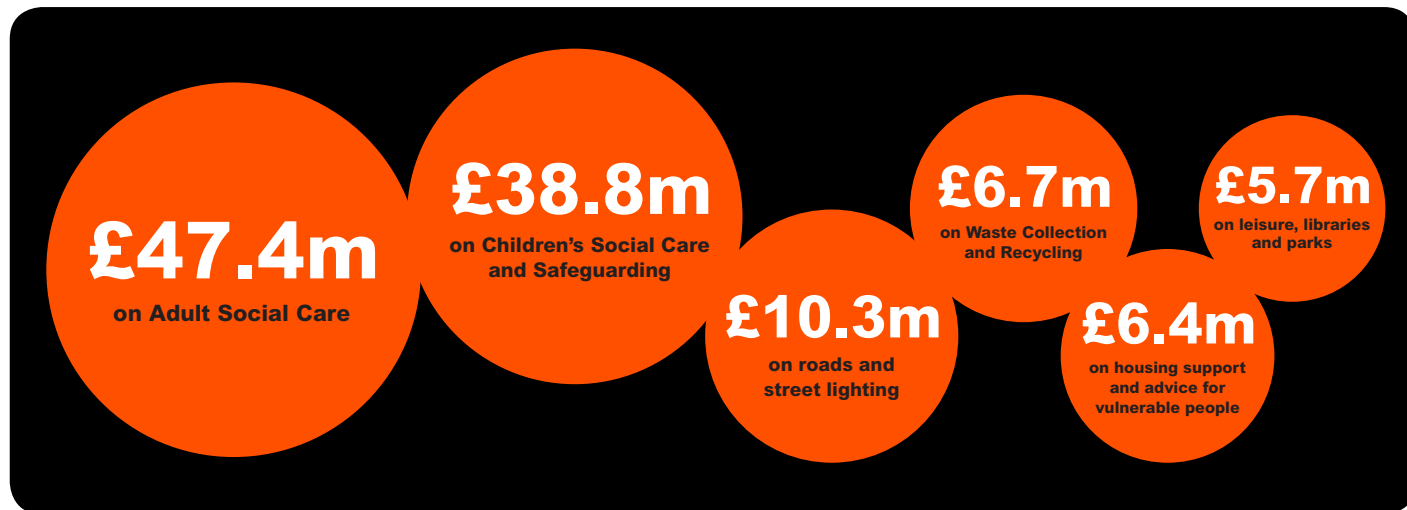 £47.4m
on Adult Social Care
£38.8m
on Children’s Social Care
and Safeguarding
£10.3m
on roads and
street lighting
£6.7m
on Waste Collection
and Recycling
£6.4m
on housing support
and advice for
vulnerable people
£5.7m
on leisure, libraries
and parks